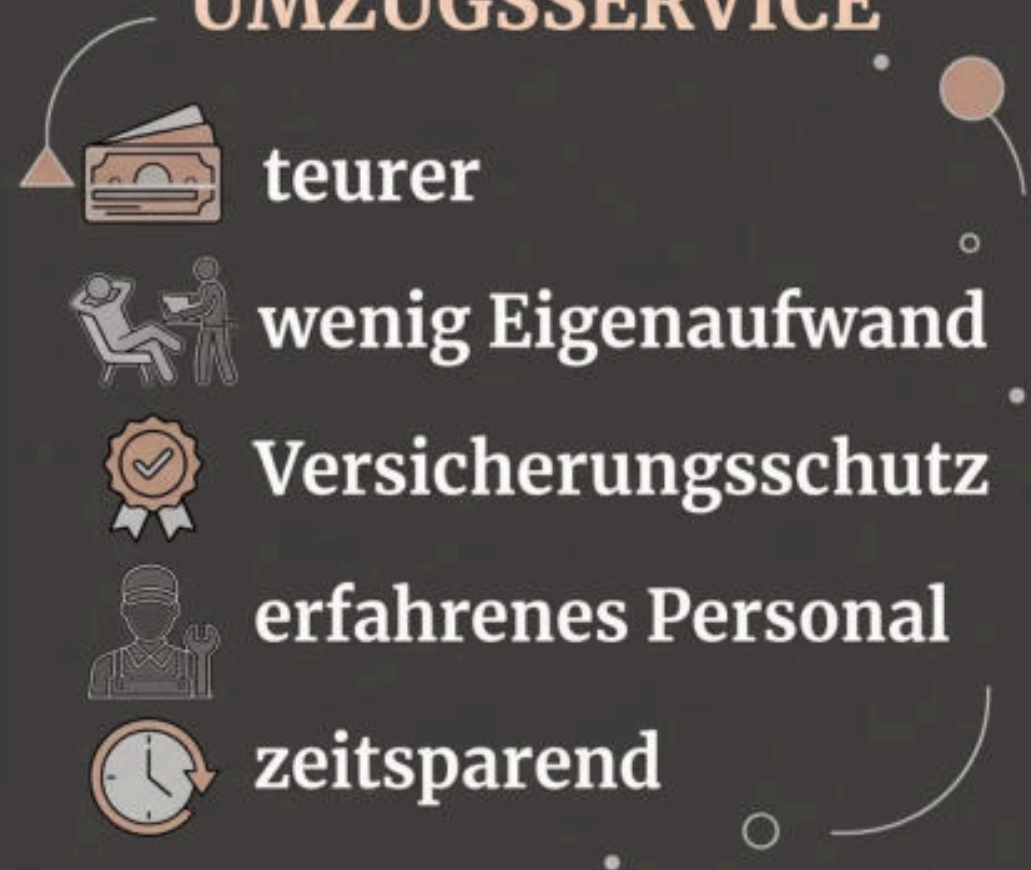 UMZUGSSERVICE
teurer
wenig Eigenaufwand
Versicherungsschutz
erfahrenes Personal
zeitsparend